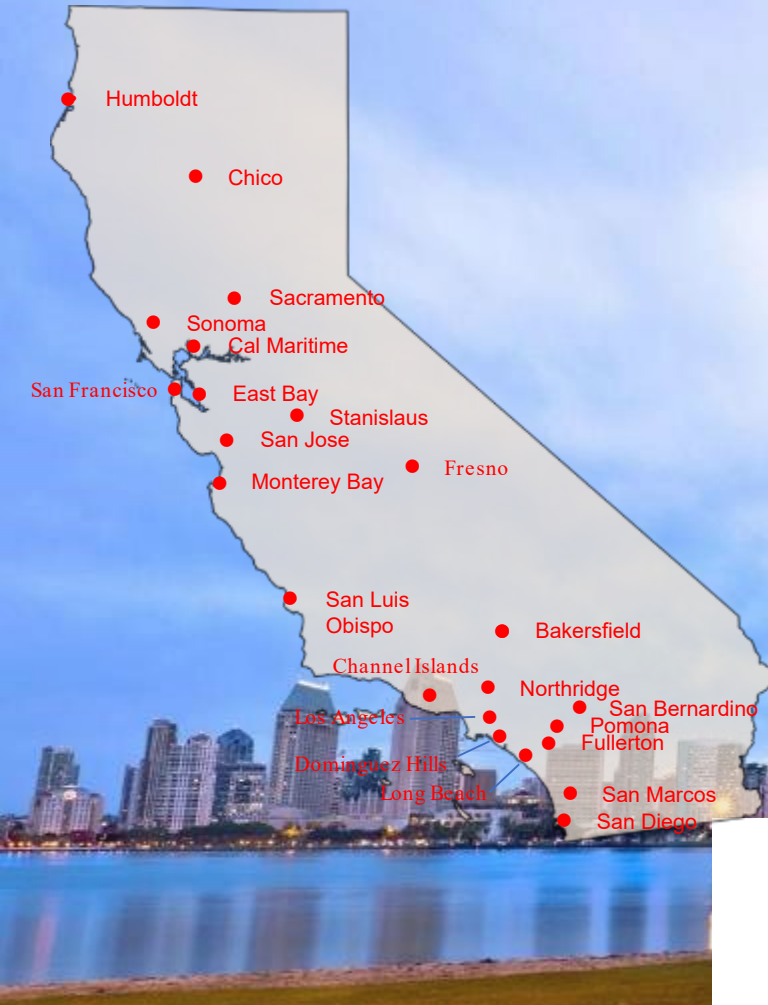 Humboldt
Chico
Sacramento
Sonoma
Cal Maritime
San Francisco
East Bay
Stanislaus
San Jose
Fresno
Monterey Bay
San Luis
Obispo
Bakersfield
Channel Islands
Northridge
San Bernardino
Los Angeles
Pomona
Fullerton
Dominguez Hills
Long Beach
San Marcos
San Diego